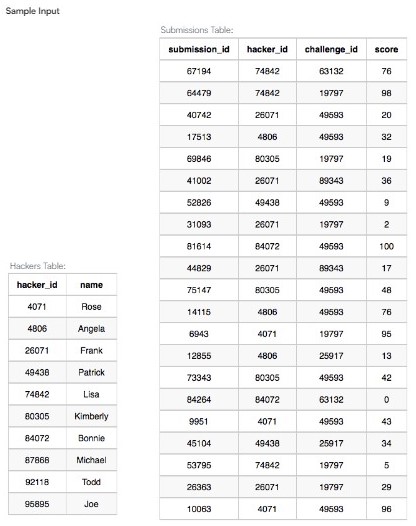 Sample Input
Submissions Table:
submission_id hacker_id challenge_id score
67194 74842 63132 76
64479 74842 19797 98
40742 26071 49593 20
17513 4806 49593 32
69846 80305 19797 19
41002 26071 89343 36
52826 49438 49593 9
31093 26071 19797 2
81614 84072 49593 100
44829 26071 89343 17
75147 80305 49593 48
14115 4806 49593 76
6943 4071 19797 95
12855 4806 25917 13
73343 80305 49593 42
84264 84072 63132 0
9951 4071 49593 43
45104 49438 25917 34
53795 74842 19797 5
26363 26071 19797 29
10063 4071 49593 96
Hackers Table:
hacker_id name
4071 Rose
4806 Angela
26071 Frank
49438 Patrick
74842 Lisa
80305 Kimberly
84072 Bonnie
87868 Michael
92118 Todd
95895 Joe